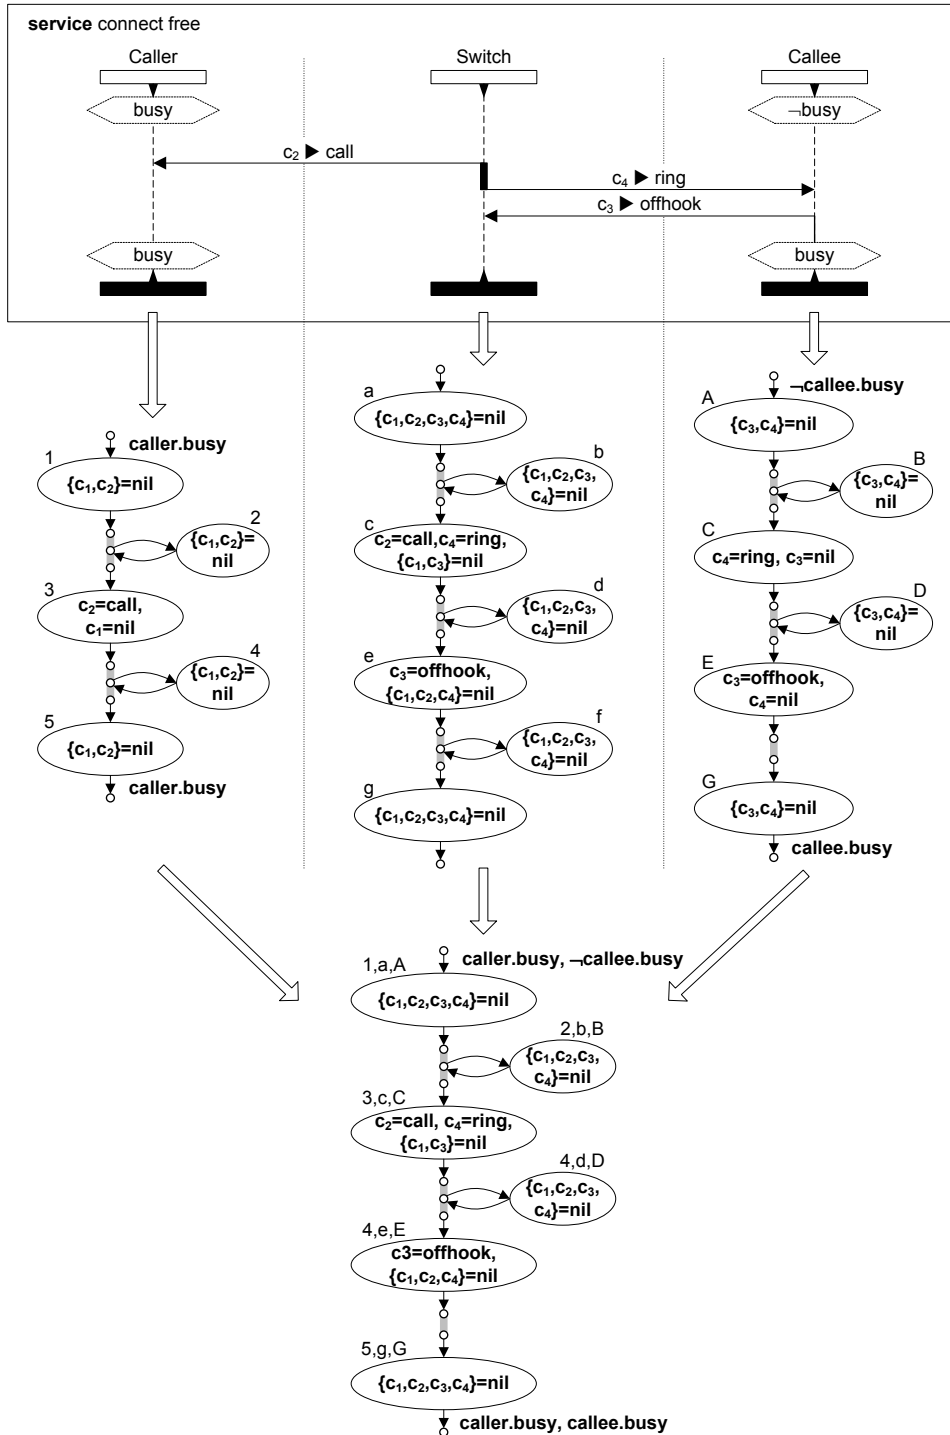 service connect free
Caller
Switch
Callee
busy
¬busy
c₂ ▶ call
c₄ ▶ ring
c₃ ▶ offhook
busy
busy
caller.busy
1
{c₁,c₂}=nil
2
{c₁,c₂}=
nil
3
c₂=call,
c₁=nil
4
{c₁,c₂}=
nil
5
{c₁,c₂}=nil
caller.busy
a
{c₁,c₂,c₃,c₄}=nil
b
{c₁,c₂,c₃,
c₄}=nil
c
c₂=call,c₄=ring,
{c₁,c₃}=nil
d
{c₁,c₂,c₃,
c₄}=nil
e
c₃=offhook,
{c₁,c₂,c₄}=nil
f
{c₁,c₂,c₃,
c₄}=nil
g
{c₁,c₂,c₃,c₄}=nil
¬callee.busy
A
{c₃,c₄}=nil
B
{c₃,c₄}=
nil
C
c₄=ring, c₃=nil
D
{c₃,c₄}=
nil
E
c₃=offhook,
c₄=nil
G
{c₃,c₄}=nil
callee.busy
caller.busy, ¬callee.busy
1,a,A
{c₁,c₂,c₃,c₄}=nil
2,b,B
{c₁,c₂,c₃,
c₄}=nil
3,c,C
c₂=call, c₄=ring,
{c₁,c₃}=nil
4,d,D
{c₁,c₂,c₃,
c₄}=nil
4,e,E
c3=offhook,
{c₁,c₂,c₄}=nil
5,g,G
{c₁,c₂,c₃,c₄}=nil
caller.busy, callee.busy